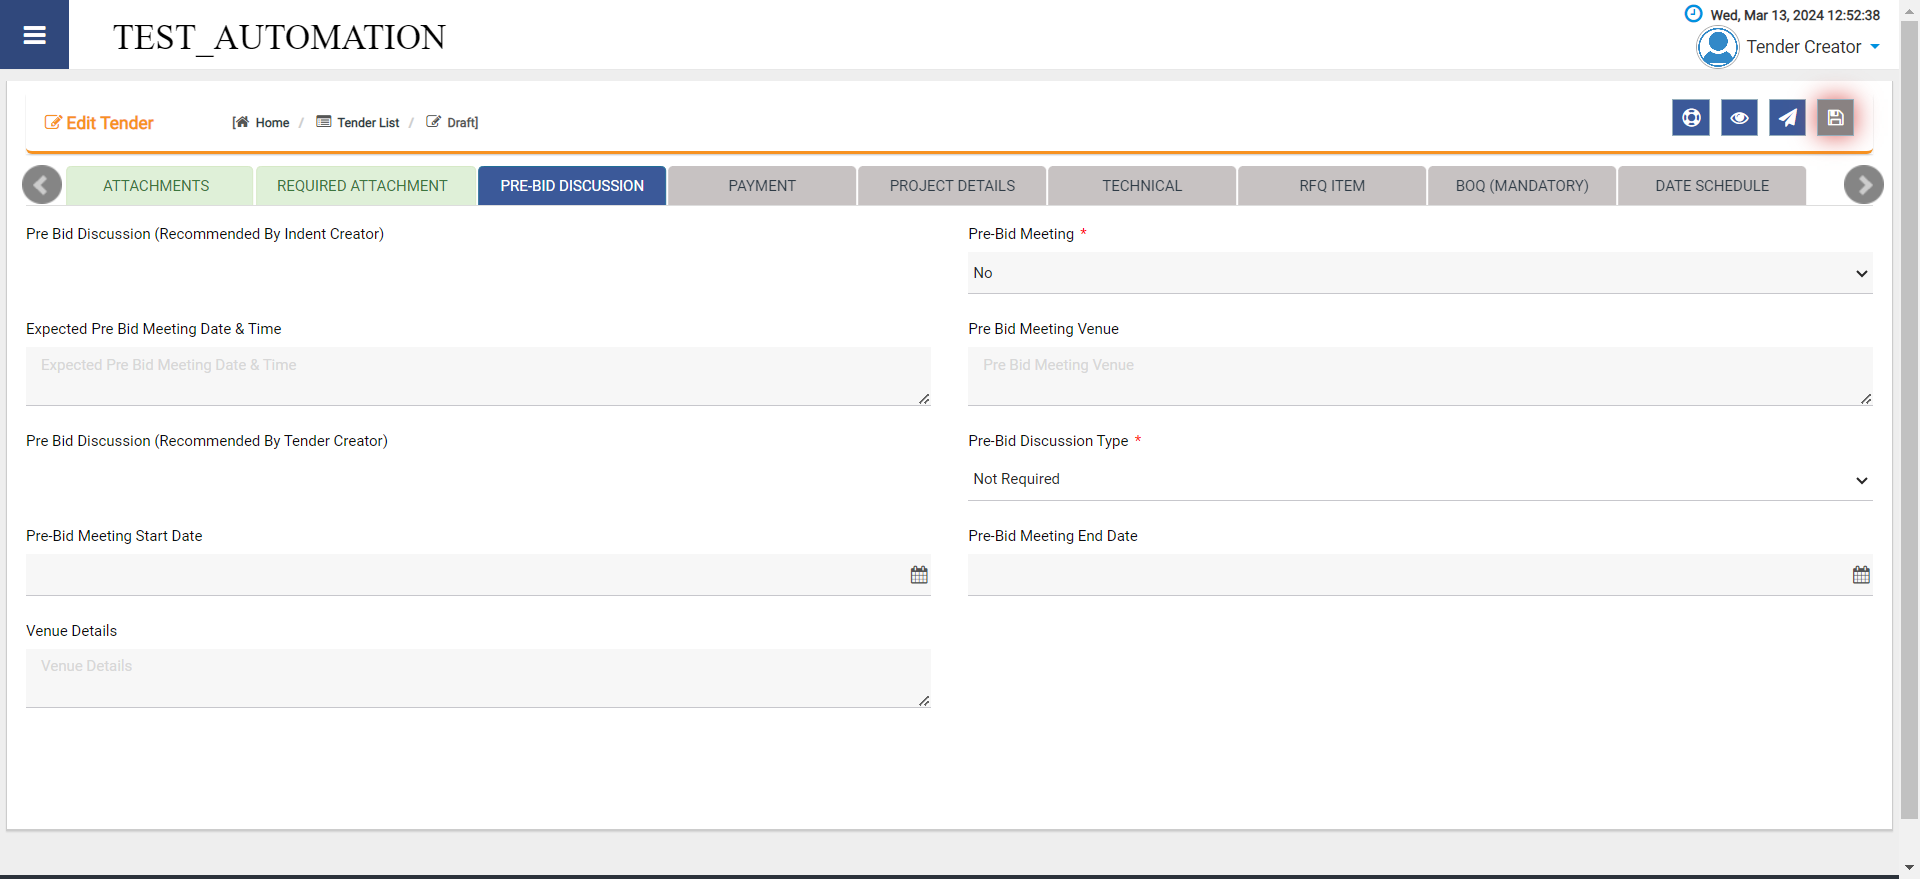 TEST_AUTOMATION
Wed, Mar 13, 2024 12:52:38
Tender Creator
Edit Tender
[Home / Tender List / Draft]
ATTACHMENTS
REQUIRED ATTACHMENT
PRE-BID DISCUSSION
PAYMENT
PROJECT DETAILS
TECHNICAL
RFQ ITEM
BOQ (MANDATORY)
DATE SCHEDULE
Pre Bid Discussion (Recommended By Indent Creator)
Pre-Bid Meeting *
No
Expected Pre Bid Meeting Date & Time
Expected Pre Bid Meeting Date & Time
Pre Bid Meeting Venue
Pre Bid Meeting Venue
Pre Bid Discussion (Recommended By Tender Creator)
Pre-Bid Discussion Type *
Not Required
Pre-Bid Meeting Start Date
Pre-Bid Meeting End Date
Venue Details
Venue Details